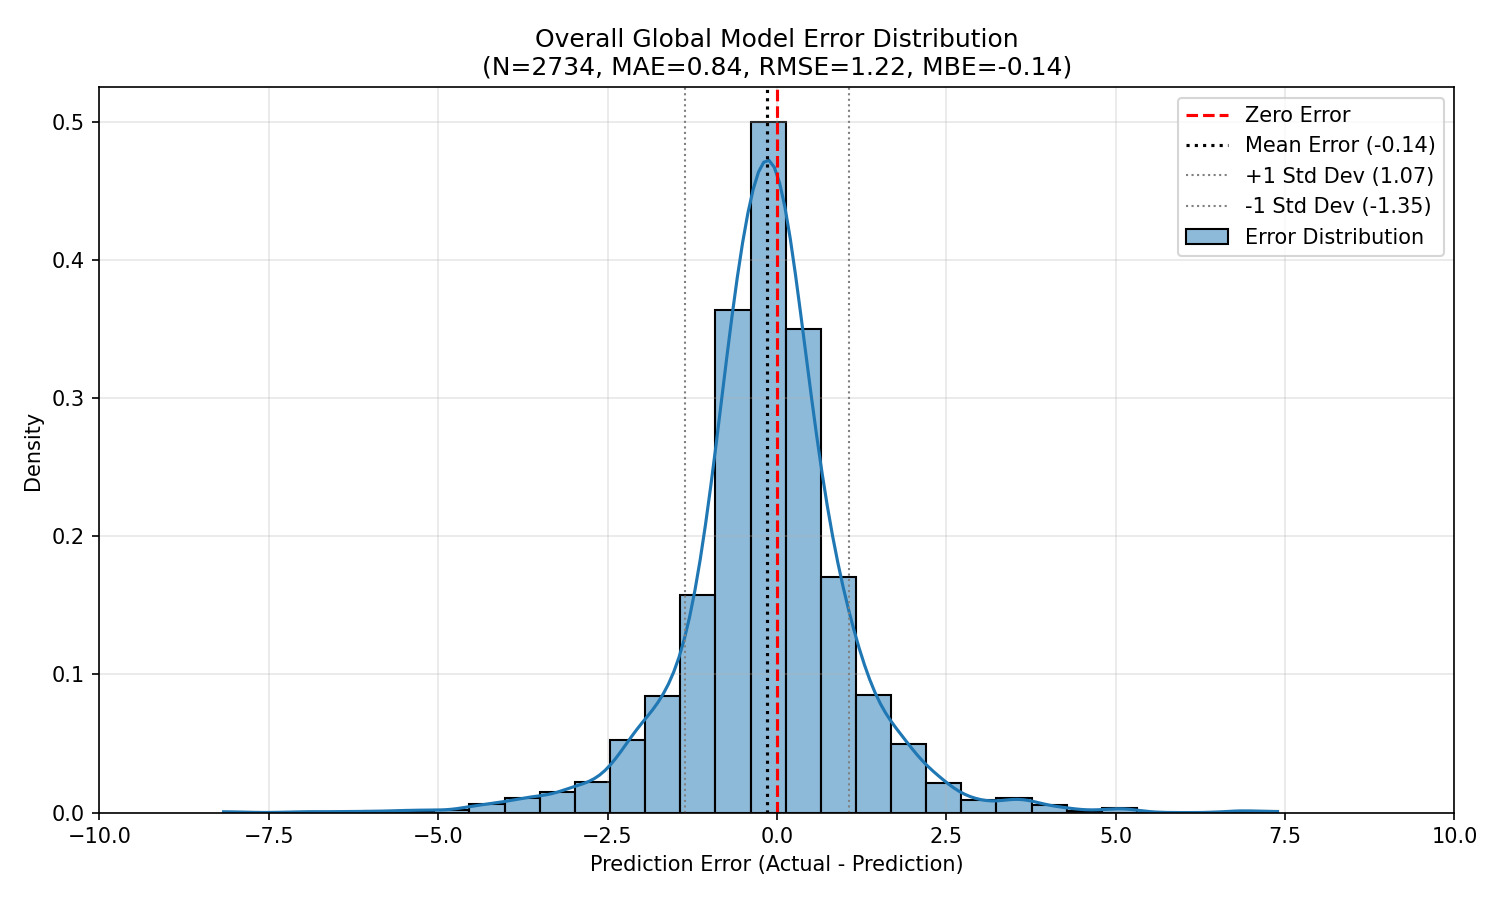 Overall Global Model Error Distribution
(N=2734, MAE=0.84, RMSE=1.22, MBE=-0.14)
Zero Error
Mean Error (-0.14)
+1 Std Dev (1.07)
-1 Std Dev (-1.35)
Error Distribution
Density
0.5
0.4
0.3
0.2
0.1
0.0
−10.0 −7.5 −5.0 −2.5 0.0 2.5 5.0 7.5 10.0
Prediction Error (Actual - Prediction)